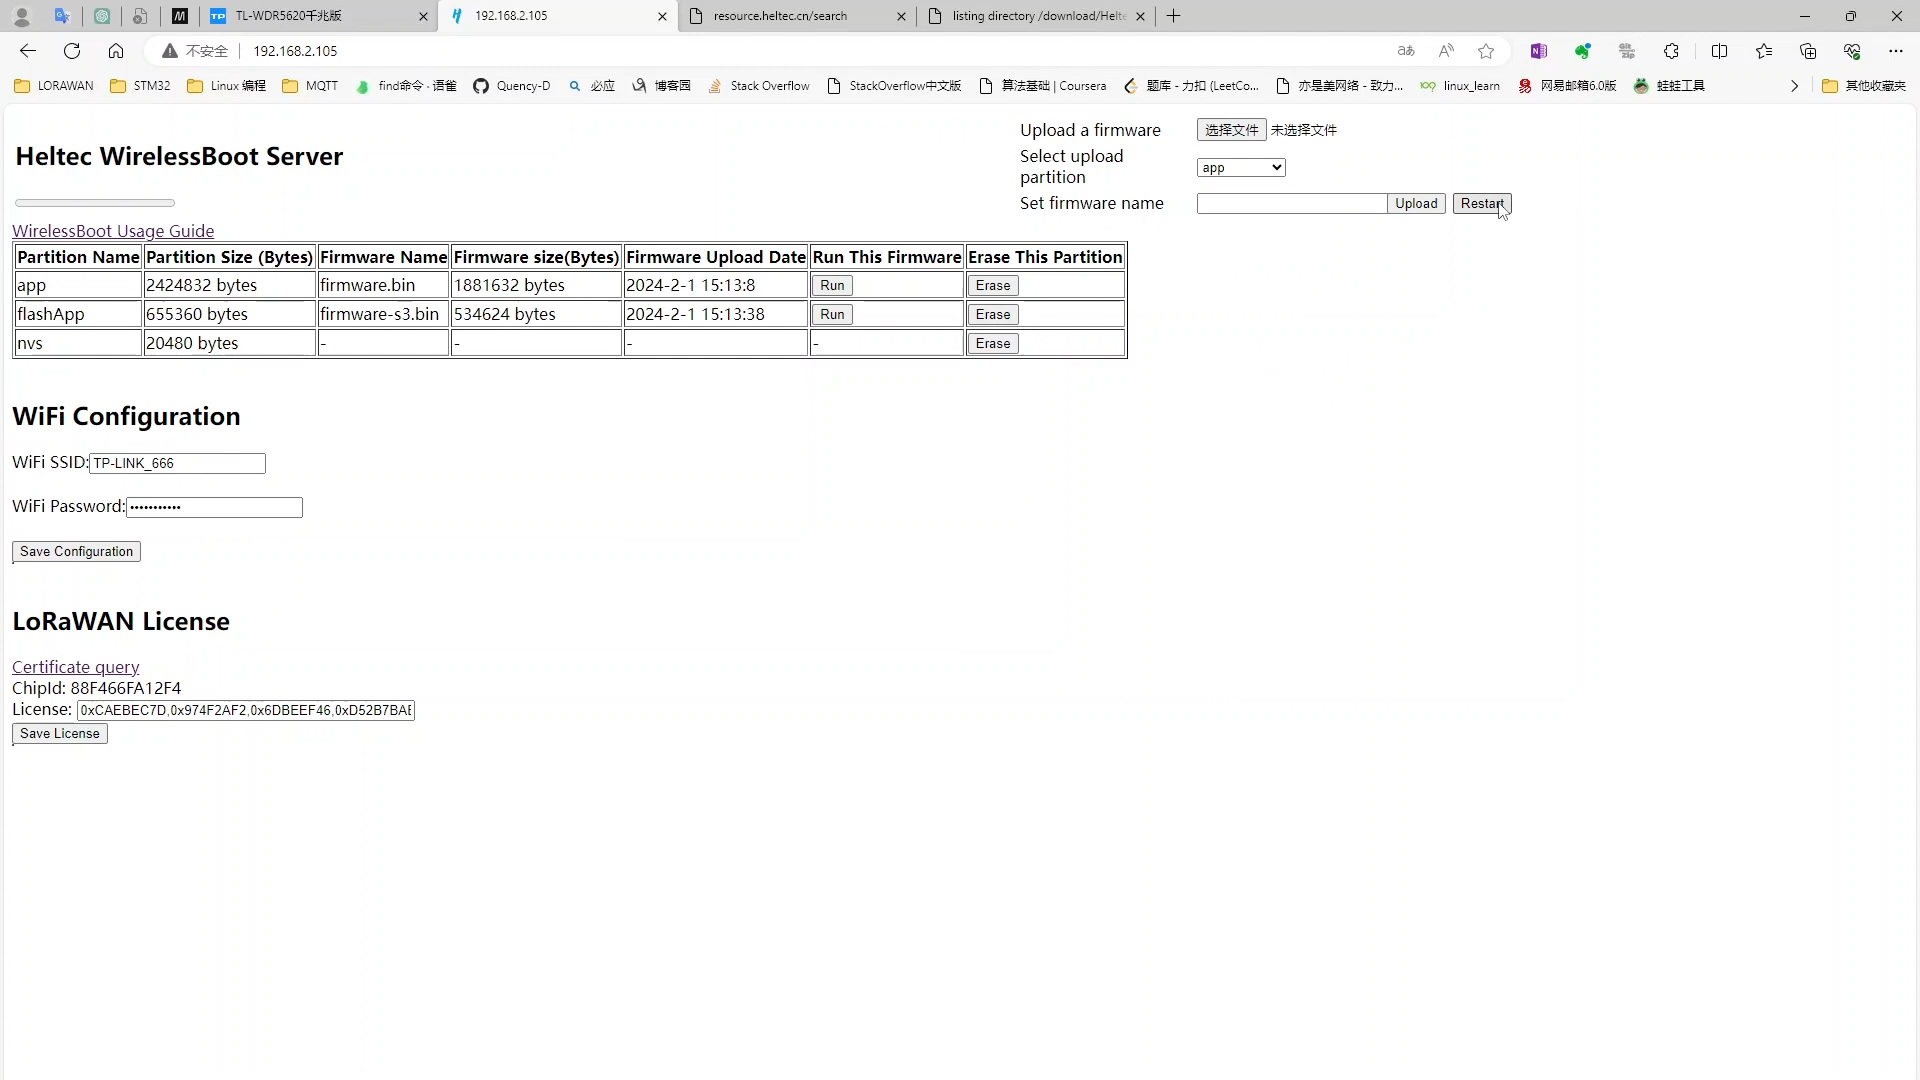 TL-WDR5620千兆版
192.168.2.105
resource.heltec.cn/search
listing directory /download/Helte
不安全
192.168.2.105
LORAWAN
STM32
Linux 编程
MQTT
find命令 · 语雀
Quency-D
必应
博客园
Stack Overflow
StackOverflow中文版
算法基础 | Coursera
题库 - 力扣 (LeetCo...
亦是美网络 - 致力...
linux_learn
网易邮箱6.0版
蛙蛙工具
其他收藏夹
Heltec WirelessBoot Server
Upload a firmware 选择文件 未选择文件
Select upload
partition
app
Set firmware name Upload Restart
WirelessBoot Usage Guide
Partition Name Partition Size (Bytes) Firmware Name Firmware size(Bytes) Firmware Upload Date Run This Firmware Erase This Partition
app 2424832 bytes firmware.bin 1881632 bytes 2024-2-1 15:13:8 Run Erase
flashApp 655360 bytes firmware-s3.bin 534624 bytes 2024-2-1 15:13:38 Run Erase
nvs 20480 bytes - - - - Erase
WiFi Configuration
WiFi SSID: TP-LINK_666
WiFi Password: •••••••••••
Save Configuration
LoRaWAN License
Certificate query
ChipId: 88F466FA12F4
License: 0xCAEBEC7D,0x974F2AF2,0x6DBEEF46,0xD52B7BAE
Save License